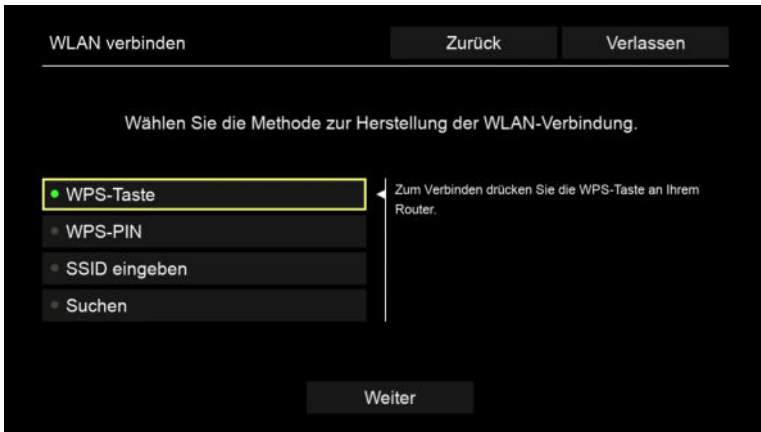 WLAN verbinden
Zurück
Verlassen
Wählen Sie die Methode zur Herstellung der WLAN-Verbindung.
WPS-Taste
WPS-PIN
SSID eingeben
Suchen
Zum Verbinden drücken Sie die WPS-Taste an Ihrem
Router.
Weiter